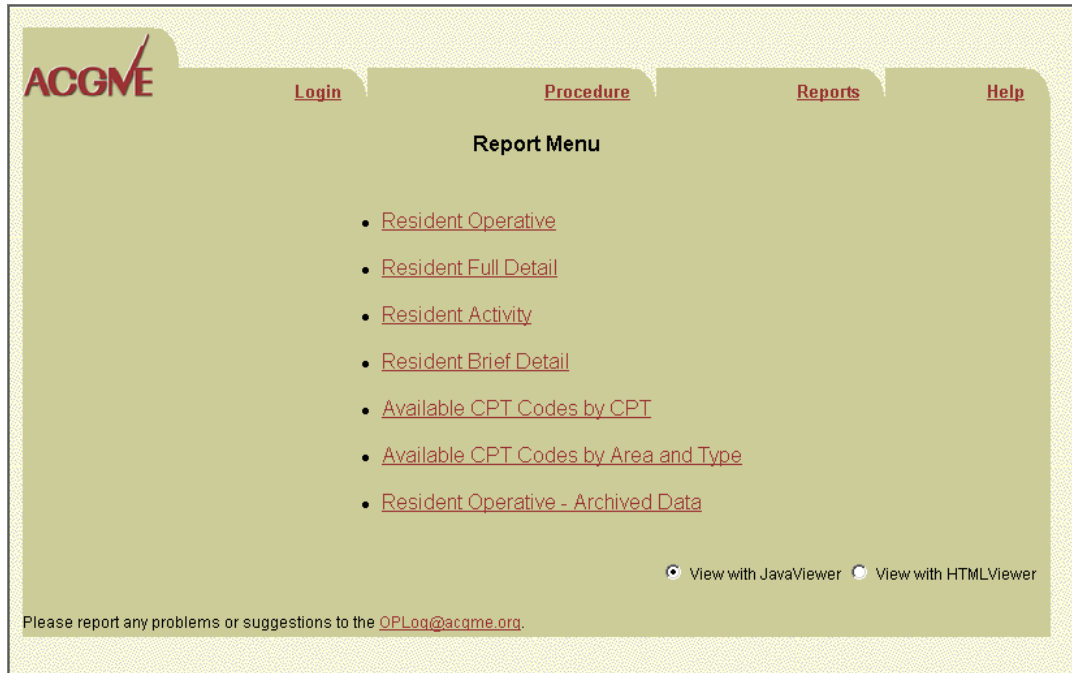 ACGME
Login Procedure Reports Help
Report Menu
• Resident Operative
• Resident Full Detail
• Resident Activity
• Resident Brief Detail
• Available CPT Codes by CPT
• Available CPT Codes by Area and Type
• Resident Operative - Archived Data
View with JavaViewer View with HTMLViewer
Please report any problems or suggestions to the OPLog@acgme.org.